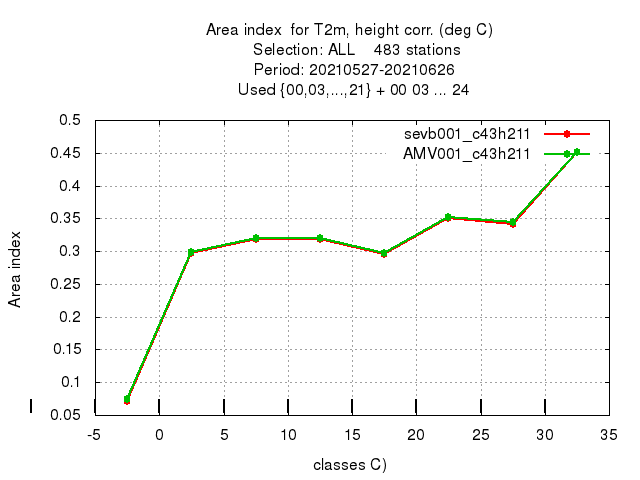 Area index  for T2m, height corr. (deg C)
Selection: ALL    483 stations
Period: 20210527-20210626
Used {00,03,...,21} + 00 03 ... 24
sevb001_c43h211
AMV001_c43h211
0.5
0.45
0.4
0.35
0.3
0.25
0.2
0.15
0.1
0.05
Area index
-5 0 5 10 15 20 25 30 35
classes C)